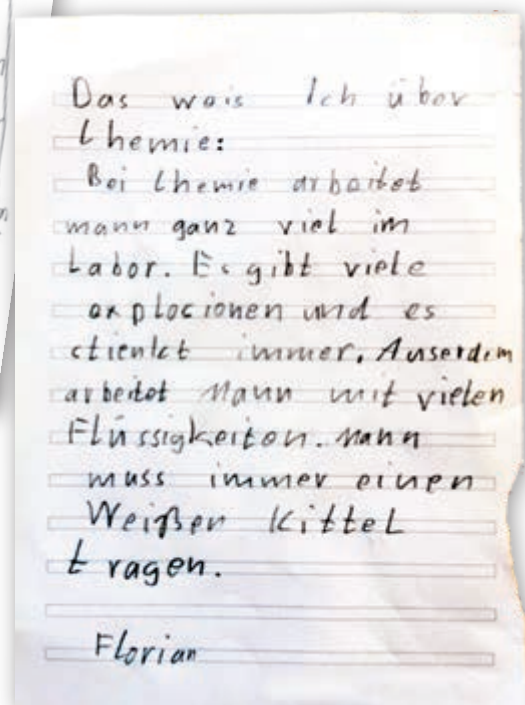 Das wais Ich über
Chemie:
Bei Chemie arbeitet
mann ganz viel im
Labor. Es gibt viele
explocionen und es
stienkt immer. Auserdem
arbeitet Mann mit vielen
Flüssigkeiten. Mann
muss immer einen
Weißer Kittel
tragen.
Florian